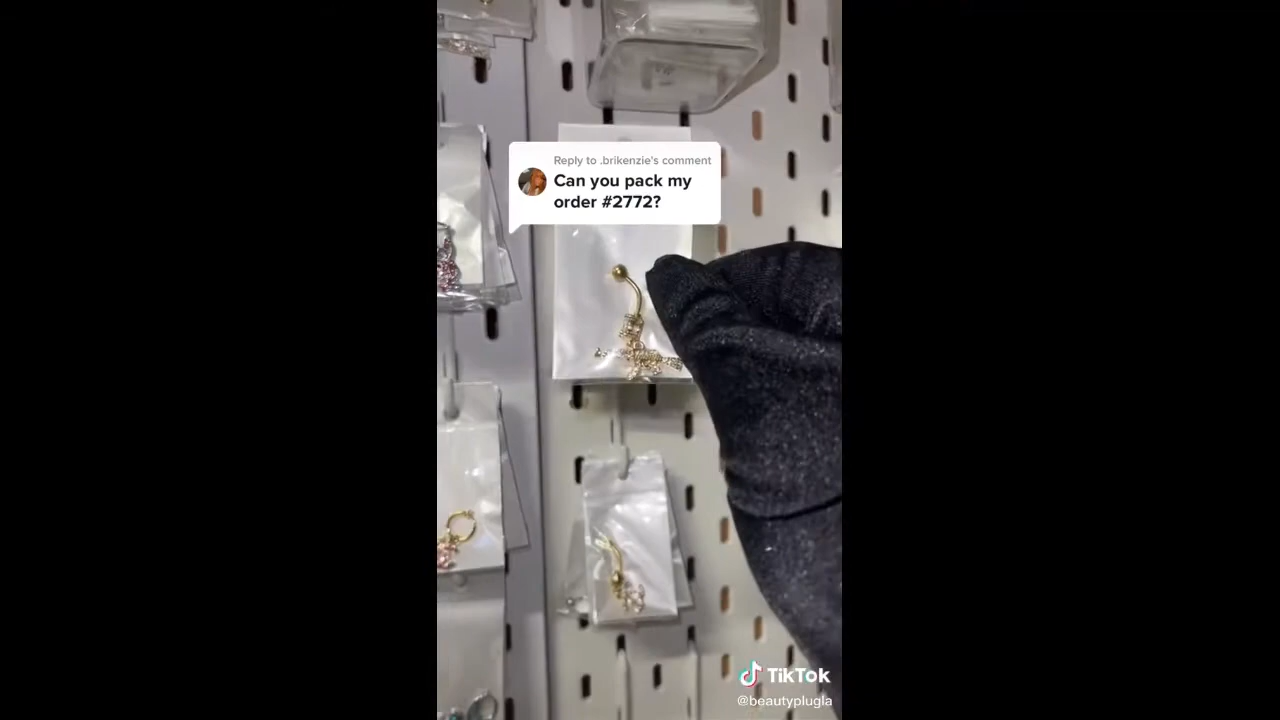 Reply to .brikenzie's comment
Can you pack my
order #2772?
TikTok
@beautyplugla